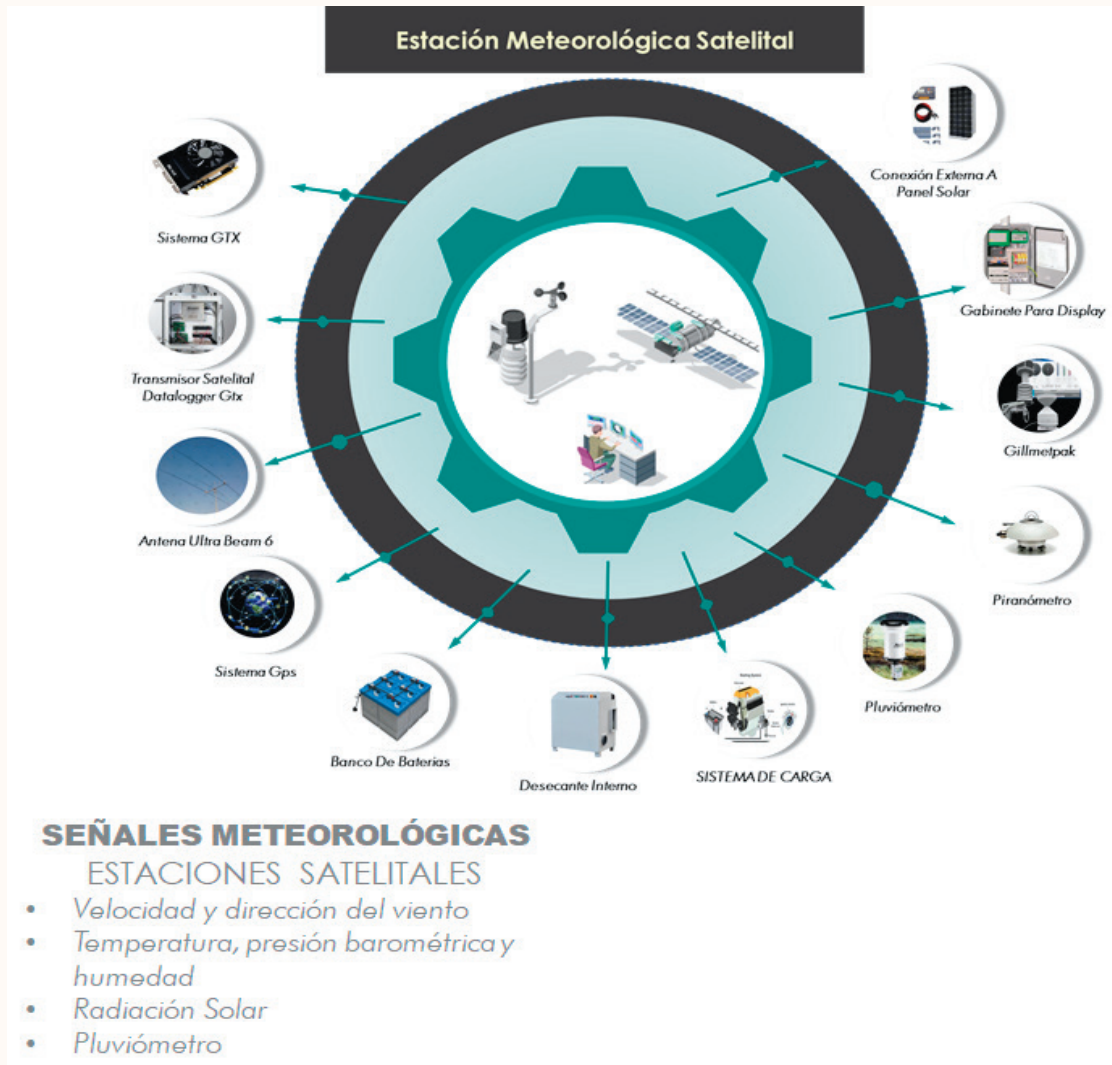 Estación Meteorológica Satelital
Conexión Externa A
Panel Solar
Sistema GTX
Gabinete Para Display
Transmisor Satelital
Datalogger Gtx
Gillmetpak
Antena Ultra Beam 6
Piranómetro
Sistema Gps
Pluviómetro
Banco De Baterias
Desecante Interno
SISTEMA DE CARGA
SEÑALES METEOROLÓGICAS
ESTACIONES SATELITALES
• Velocidad y dirección del viento
• Temperatura, presión barométrica y
humedad
• Radiación Solar
• Pluviómetro